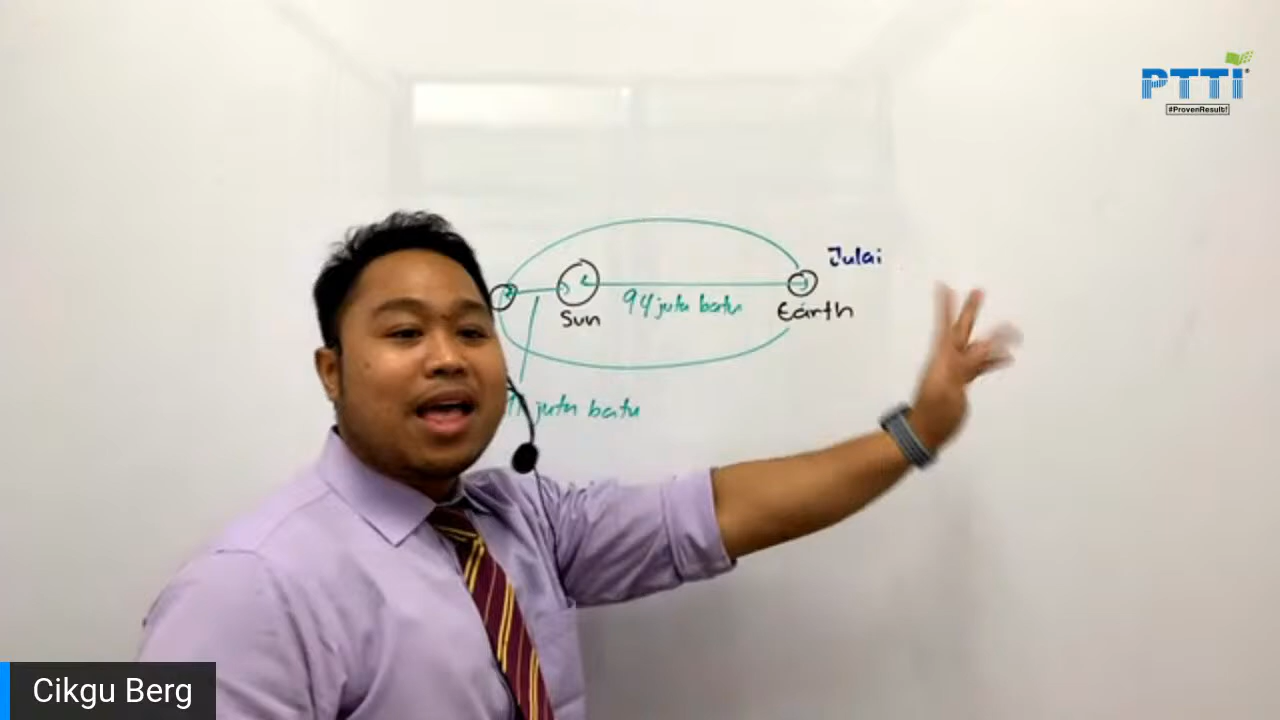 PTTI
#ProvenResult!
Julai
Sun
94 juta batu
Earth
juta batu
Cikgu Berg